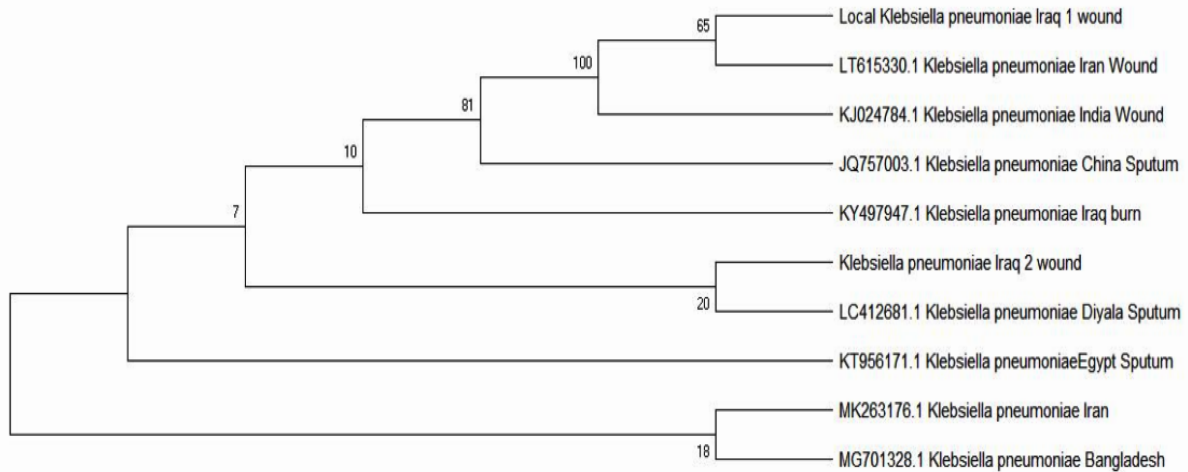 Local Klebsiella pneumoniae Iraq 1 wound
65
LT615330.1 Klebsiella pneumoniae Iran Wound
100
KJ024784.1 Klebsiella pneumoniae India Wound
81
JQ757003.1 Klebsiella pneumoniae China Sputum
10
KY497947.1 Klebsiella pneumoniae Iraq burn
7
Klebsiella pneumoniae Iraq 2 wound
20
LC412681.1 Klebsiella pneumoniae Diyala Sputum
KT956171.1 Klebsiella pneumoniaeEgypt Sputum
MK263176.1 Klebsiella pneumoniae Iran
18
MG701328.1 Klebsiella pneumoniae Bangladesh